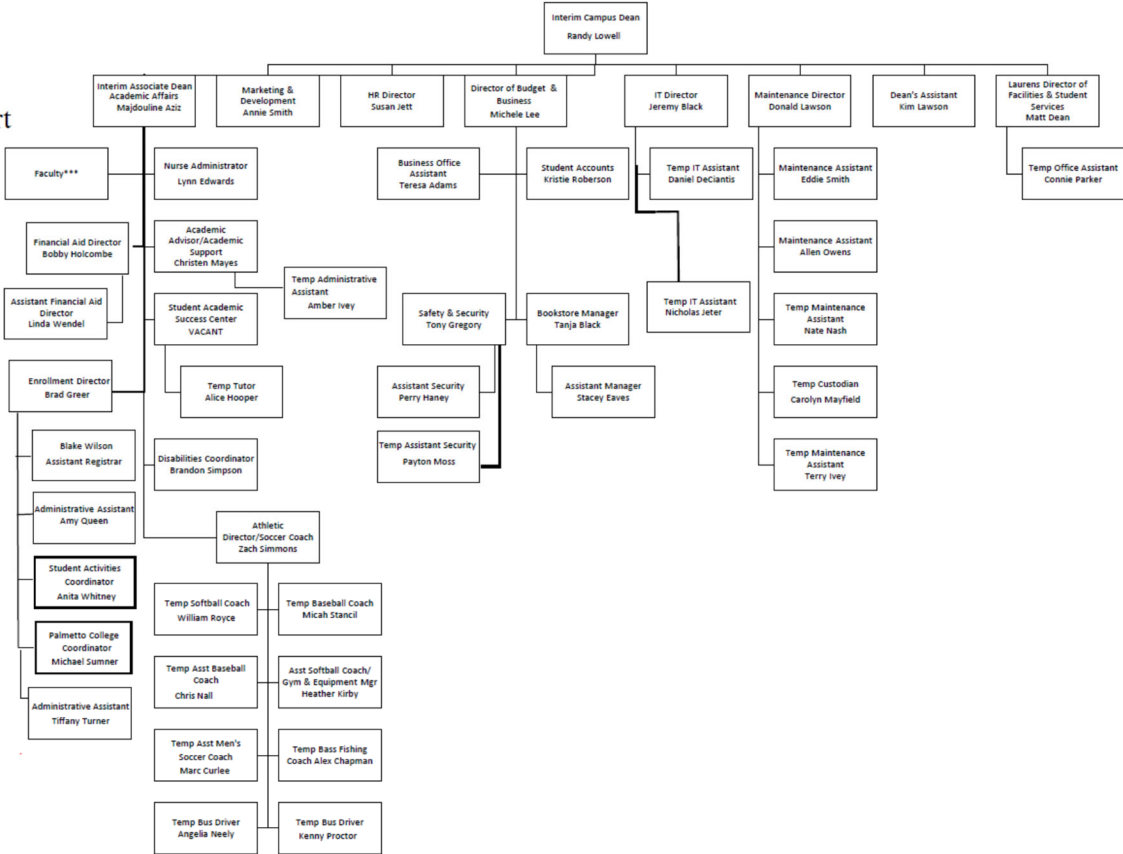 Interim Campus Dean
Randy Lowell
Interim Associate Dean
Academic Affairs
Majdouline Aziz
Marketing &
Development
Annie Smith
HR Director
Susan Jett
Director of Budget & 
Business
Michele Lee
IT Director
Jeremy Black
Maintenance Director
Donald Lawson
Dean's Assistant
Kim Lawson
Laurens Director of
Facilities & Student
Services
Matt Dean
rt
Faculty***
Nurse Administrator
Lynn Edwards
Business Office
Assistant
Teresa Adams
Student Accounts
Kristie Roberson
Temp IT Assistant
Daniel DeCiantis
Maintenance Assistant
Eddie Smith
Temp Office Assistant
Connie Parker
Financial Aid Director
Bobby Holcombe
Academic
Advisor/Academic
Support
Christen Mayes
Maintenance Assistant
Allen Owens
Temp Administrative
Assistant
Amber Ivey
Assistant Financial Aid
Director
Linda Wendel
Student Academic
Success Center
VACANT
Safety & Security
Tony Gregory
Bookstore Manager
Tanja Black
Temp IT Assistant
Nicholas Jeter
Temp Maintenance
Assistant
Nate Nash
Enrollment Director
Brad Greer
Temp Tutor
Alice Hooper
Assistant Security
Perry Haney
Assistant Manager
Stacey Eaves
Temp Custodian
Carolyn Mayfield
Blake Wilson
Assistant Registrar
Disabilities Coordinator
Brandon Simpson
Temp Assistant Security
Payton Moss
Temp Maintenance
Assistant
Terry Ivey
Administrative Assistant
Amy Queen
Athletic
Director/Soccer Coach
Zach Simmons
Student Activities
Coordinator
Anita Whitney
Temp Softball Coach
William Royce
Temp Baseball Coach
Micah Stancil
Palmetto College
Coordinator
Michael Sumner
Temp Asst Baseball
Coach
Chris Nall
Asst Softball Coach/
Gym & Equipment Mgr
Heather Kirby
Administrative Assistant
Tiffany Turner
Temp Asst Men's
Soccer Coach
Marc Curlee
Temp Bass Fishing
Coach Alex Chapman
Temp Bus Driver
Angelia Neely
Temp Bus Driver
Kenny Proctor